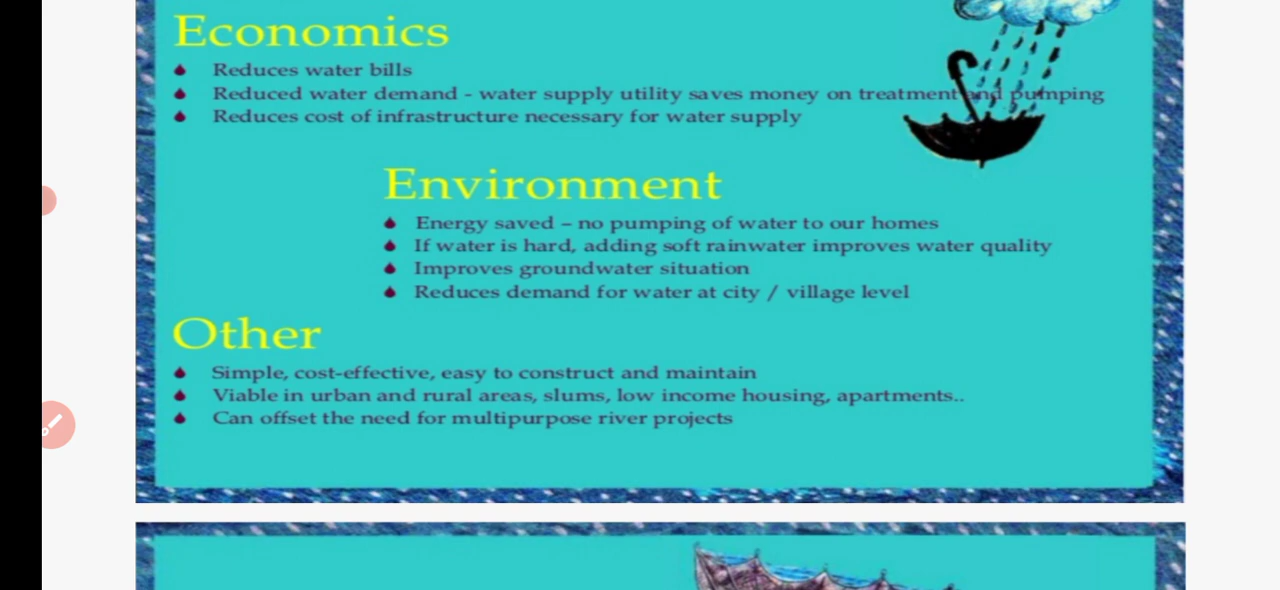 Economics
Reduces water bills
Reduced water demand - water supply utility saves money on treatment and pumping
Reduces cost of infrastructure necessary for water supply
Environment
Energy saved – no pumping of water to our homes
If water is hard, adding soft rainwater improves water quality
Improves groundwater situation
Reduces demand for water at city / village level
Other
Simple, cost-effective, easy to construct and maintain
Viable in urban and rural areas, slums, low income housing, apartments..
Can offset the need for multipurpose river projects